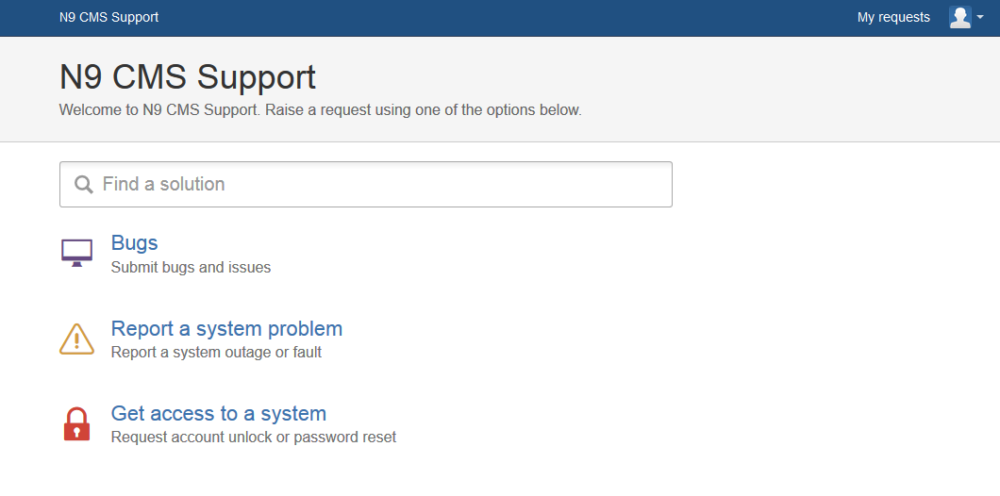 N9 CMS Support
My requests
N9 CMS Support
Welcome to N9 CMS Support. Raise a request using one of the options below.
Find a solution
Bugs
Submit bugs and issues
Report a system problem
Report a system outage or fault
Get access to a system
Request account unlock or password reset